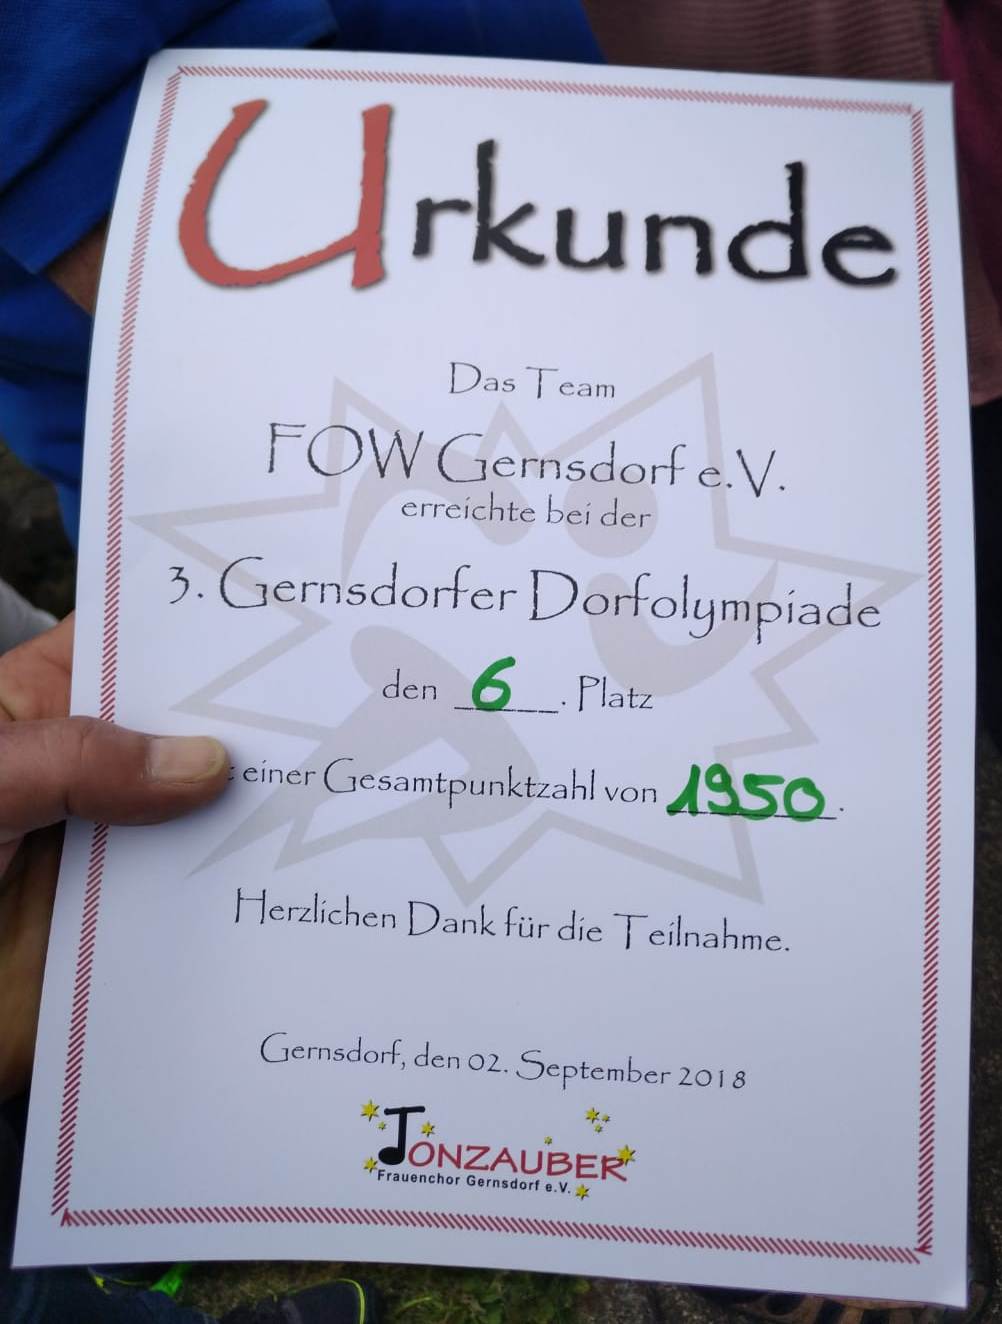 Urkunde
Das Team
FOW Gernsdorf e.V.
erreichte bei der
3. Gernsdorfer Dorfolympiade
den 6. Platz
einer Gesamtpunktzahl von 1950.
Herzlichen Dank für die Teilnahme.
Gernsdorf, den 02. September 2018
TONZAUBER
Frauenchor Gernsdorf e.V.